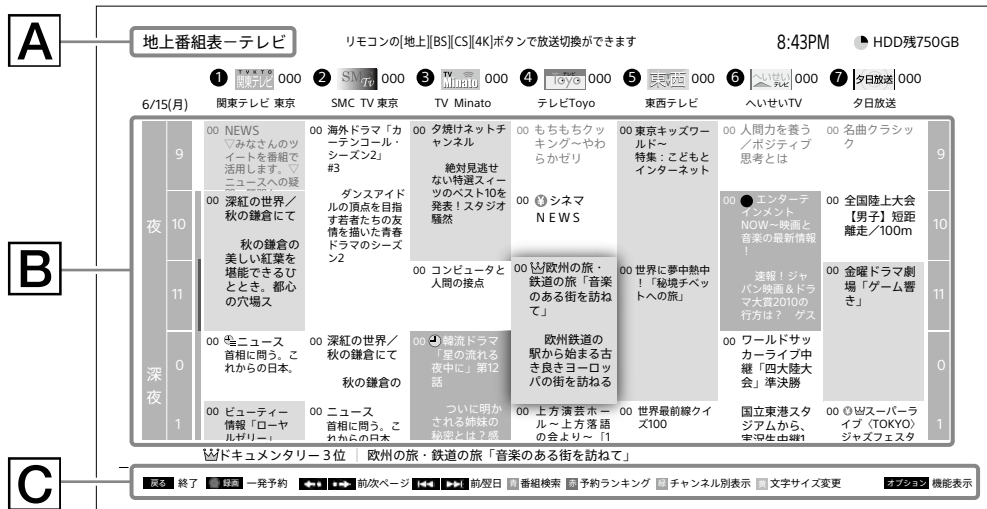 A
地上番組表－テレビ
リモコンの[地上][BS][CS][4K]ボタンで放送切換ができます
8:43PM
HDD残750GB
6/15(月)
❶ TVKTO 関東テレビ 000
関東テレビ 東京
❷ SMC Tv 000
SMC TV 東京
❸ TV Minato 000
TV Minato
❹ テレビ Toyo 000
テレビToyo
❺ 東西 000
東西テレビ
❻ へいせい テレビ 000
へいせいTV
❼ 夕日放送 000
夕日放送
B
夜
9
10
11
深夜
0
1
00 NEWS
▽みなさんのツ
イートを番組で
活用します。▽
ニュースへの疑
00 深紅の世界／
秋の鎌倉にて
秋の鎌倉の
美しい紅葉を
堪能できるひ
ととき。都心
の穴場ス
00 ニュース
首相に問う。こ
れからの日本。
00 ビューティー
情報「ローヤ
ルゼリー」
00 海外ドラマ「カ
ーテンコール・
シーズン2」
#3
ダンスアイド
ルの頂点を目指
す若者たちの友
情を描いた青春
ドラマのシーズ
ン2
00 深紅の世界／
秋の鎌倉にて
秋の鎌倉の
00 ニュース
首相に問う。こ
れからの日本
00 夕焼けネットチ
ャンネル
絶対見逃せ
ない特選スィー
ツのベスト10を
発表！スタジオ
騒然
00 コンピュータと
人間の接点
00 韓流ドラマ
「星の流れる
夜中に」第12
話
ついに明か
される姉妹の
秘密とは？感
00 もちもちクッ
キング～やわ
らかゼリ
00 シネマ
NEWS
00 欧州の旅・
鉄道の旅「音楽
のある街を訪ね
て」
欧州鉄道の
駅から始まる古
き良きヨーロッ
パの街を訪ねる
00 上方演芸ホー
ル～上方落語
の会より～［1
00 東京キッズワー
ルド～
特集：こどもと
インターネット
00 世界に夢中熱中
！「秘境チベッ
トへの旅」
00 世界最前線クイ
ズ100
00 人間力を養う
／ポジティブ
思考とは
00 エンターテ
インメント
NOW～映画と
音楽の最新情報
！
速報！ジャ
パン映画＆ドラ
マ大賞2010の
行方は？ ゲス
00 ワールドサッ
カーライブ中
継「四大陸大
会」準決勝
国立東港スタ
ジアムから、
実況生中継1
00 名曲クラシッ
ク
00 全国陸上大会
【男子】短距
離走／100m
00 金曜ドラマ劇
場「ゲーム響
き」
00 スーパーラ
イブ〈TOKYO〉
ジャズフェスタ
9
10
11
0
1
ドキュメンタリー3位 欧州の旅・鉄道の旅「音楽のある街を訪ねて」
C
戻る 終了 録画 一発予約 前/次ページ 前/翌日 青 番組検索 赤 予約ランキング 緑 チャンネル別表示 黄 文字サイズ変更 オプション 機能表示